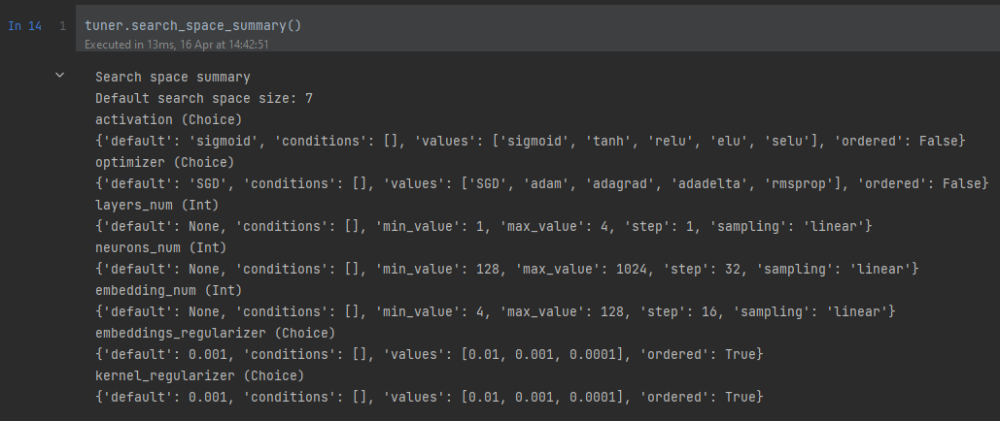 In 14 1 tuner.search_space_summary()
Executed in 13ms, 16 Apr at 14:42:51
Search space summary
Default search space size: 7
activation (Choice)
{'default': 'sigmoid', 'conditions': [], 'values': ['sigmoid', 'tanh', 'relu', 'elu', 'selu'], 'ordered': False}
optimizer (Choice)
{'default': 'SGD', 'conditions': [], 'values': ['SGD', 'adam', 'adagrad', 'adadelta', 'rmsprop'], 'ordered': False}
layers_num (Int)
{'default': None, 'conditions': [], 'min_value': 1, 'max_value': 4, 'step': 1, 'sampling': 'linear'}
neurons_num (Int)
{'default': None, 'conditions': [], 'min_value': 128, 'max_value': 1024, 'step': 32, 'sampling': 'linear'}
embedding_num (Int)
{'default': None, 'conditions': [], 'min_value': 4, 'max_value': 128, 'step': 16, 'sampling': 'linear'}
embeddings_regularizer (Choice)
{'default': 0.001, 'conditions': [], 'values': [0.01, 0.001, 0.0001], 'ordered': True}
kernel_regularizer (Choice)
{'default': 0.001, 'conditions': [], 'values': [0.01, 0.001, 0.0001], 'ordered': True}